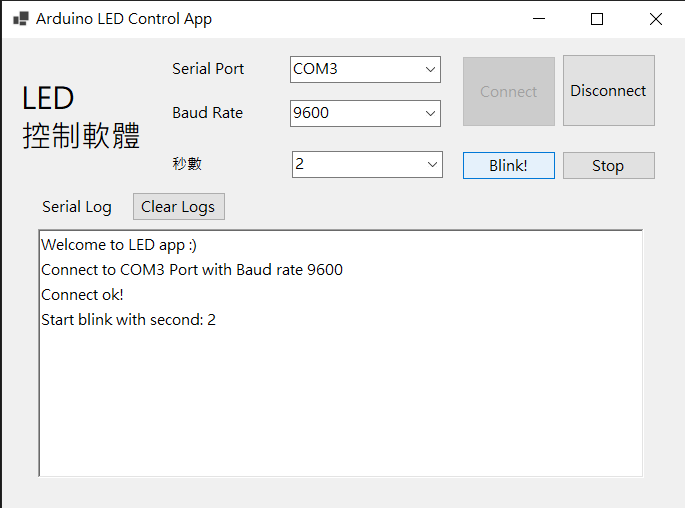 Arduino LED Control App
LED
控制軟體
Serial Port
COM3
Connect
Disconnect
Baud Rate
9600
秒數
2
Blink!
Stop
Serial Log
Clear Logs
Welcome to LED app :)
Connect to COM3 Port with Baud rate 9600
Connect ok!
Start blink with second: 2